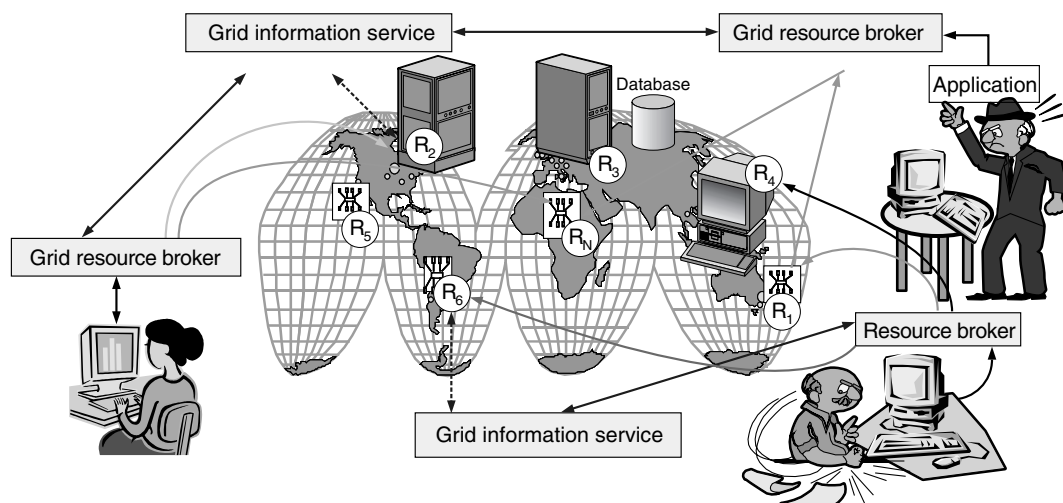 Grid information service
Grid resource broker
Database
Application
R2
R3
R4
R5
RN
Grid resource broker
R6
R1
Resource broker
Grid information service